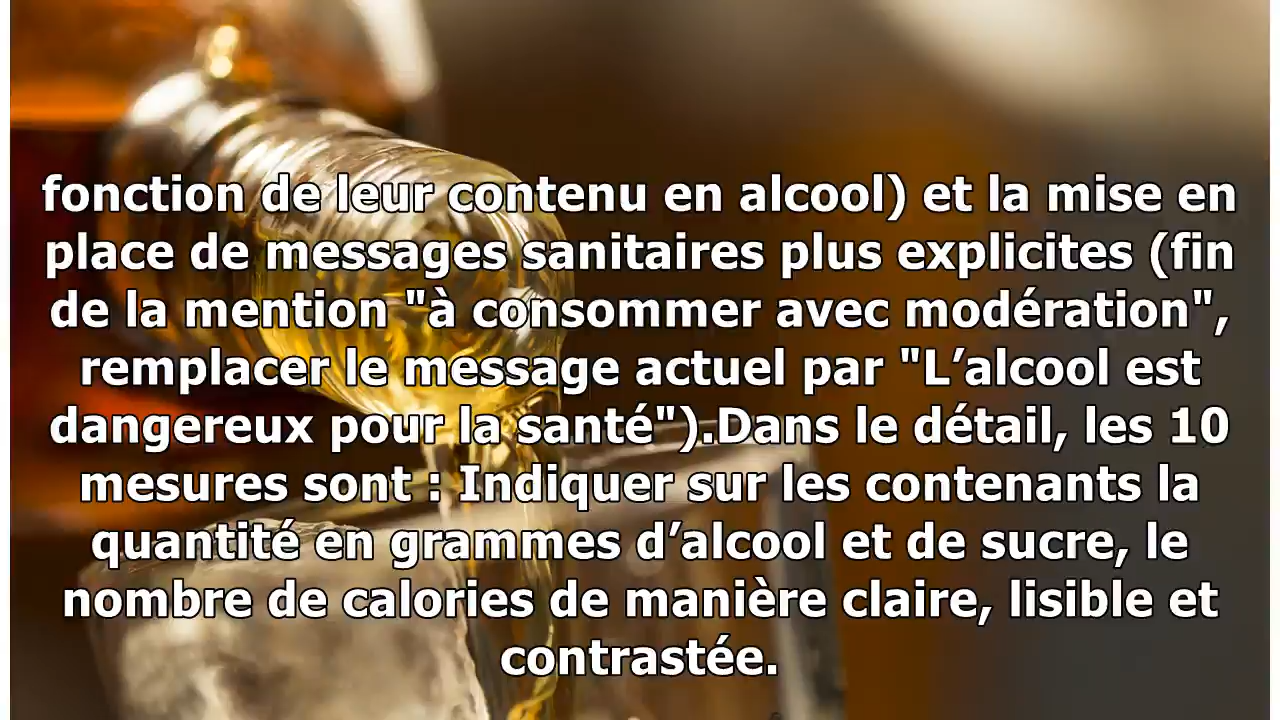 fonction de leur contenu en alcool) et la mise en
place de messages sanitaires plus explicites (fin
de la mention "à consommer avec modération",
remplacer le message actuel par "L’alcool est
dangereux pour la santé").Dans le détail, les 10
mesures sont : Indiquer sur les contenants la
quantité en grammes d’alcool et de sucre, le
nombre de calories de manière claire, lisible et
contrastée.